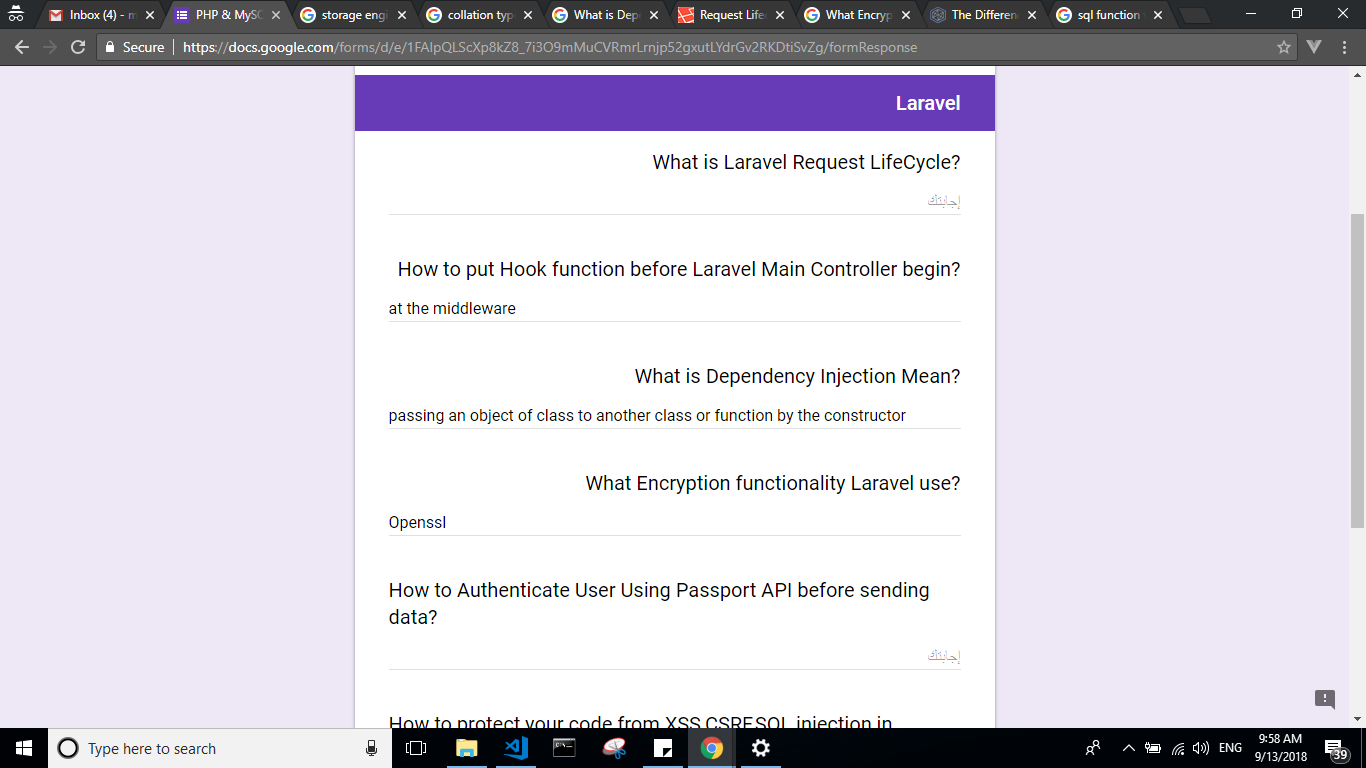 Inbox (4) - m
PHP & MySQ
storage engi
collation typ
What is Dep
Request Life
What Encryp
The Differen
sql function
Secure
https://docs.google.com/forms/d/e/1FAIpQLScXp8kZ8_7i3O9mMuCVRmrLrnjp52gxutLYdrGv2RKDtiSvZg/formResponse
Laravel
What is Laravel Request LifeCycle?
إجابتك
How to put Hook function before Laravel Main Controller begin?
at the middleware
What is Dependency Injection Mean?
passing an object of class to another class or function by the constructor
What Encryption functionality Laravel use?
Openssl
How to Authenticate User Using Passport API before sending
data?
إجابتك
How to protect your code from XSS,CSRF,SQL injection in
Type here to search
ENG
9:58 AM
9/13/2018
39